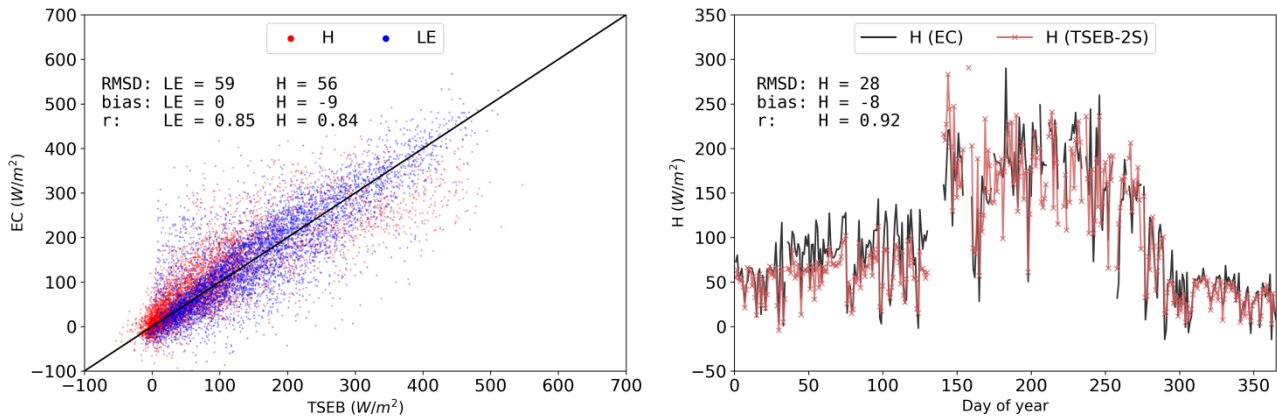 700
600
500
400
300
200
100
0
−100
EC (W/m²)
H LE
RMSD: LE = 59 H = 56
bias: LE = 0 H = -9
r: LE = 0.85 H = 0.84
−100 0 100 200 300 400 500 600 700
TSEB (W/m²)
350
300
250
200
150
100
50
0
−50
H (W/m²)
H (EC) H (TSEB-2S)
RMSD: H = 28
bias: H = -8
r: H = 0.92
0 50 100 150 200 250 300 350
Day of year